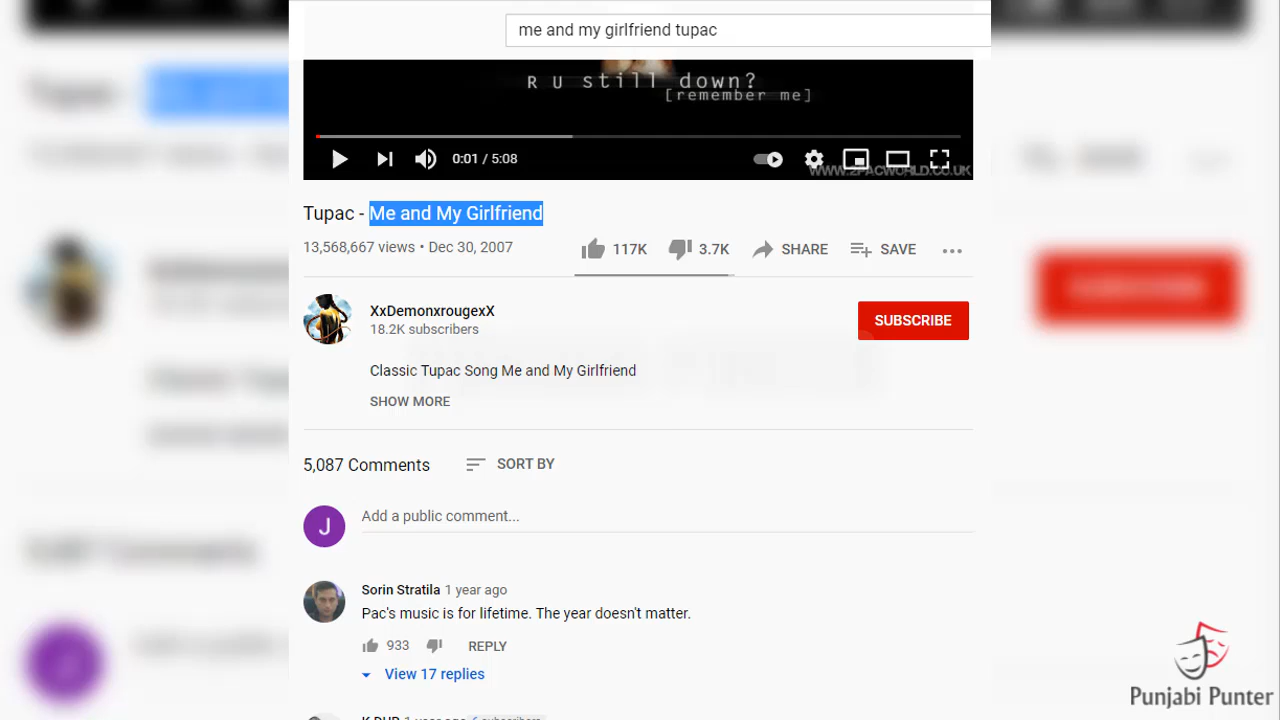 me and my girlfriend tupac
R U still down?
[remember me]
0:01 / 5:08
WWW.2PACWORLD.CO.UK
Tupac - Me and My Girlfriend
13,568,667 views • Dec 30, 2007
117K 3.7K SHARE SAVE
XxDemonxrougexX
18.2K subscribers
SUBSCRIBE
Classic Tupac Song Me and My Girlfriend
SHOW MORE
5,087 Comments SORT BY
J
Add a public comment...
Sorin Stratila 1 year ago
Pac's music is for lifetime. The year doesn't matter.
933 REPLY
View 17 replies
Punjabi Punter